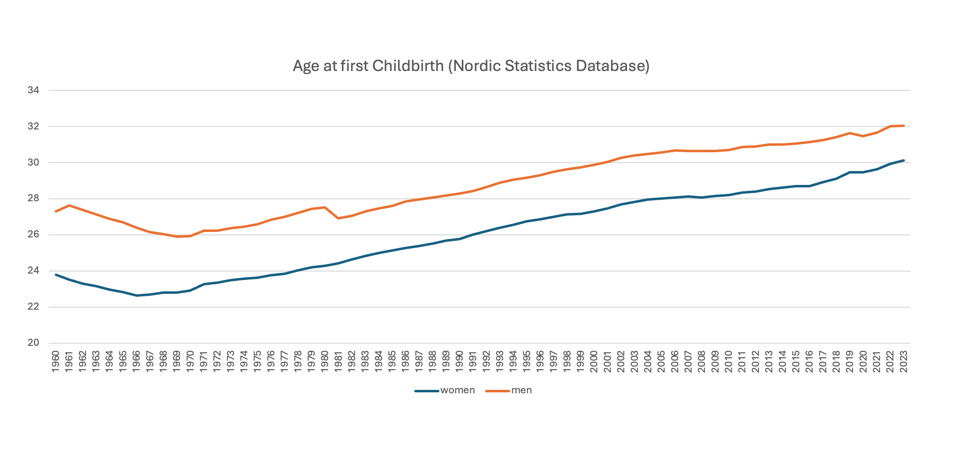 Age at first Childbirth (Nordic Statistics Database)
34
32
30
28
26
24
22
20
1960 1961 1962 1963 1964 1965 1966 1967 1968 1969 1970 1971 1972 1973 1974 1975 1976 1977 1978 1979 1980 1981 1982 1983 1984 1985 1986 1987 1988 1989 1990 1991 1992 1993 1994 1995 1996 1997 1998 1999 2000 2001 2002 2003 2004 2005 2006 2007 2008 2009 2010 2011 2012 2013 2014 2015 2016 2017 2018 2019 2020 2021 2022 2023
women men